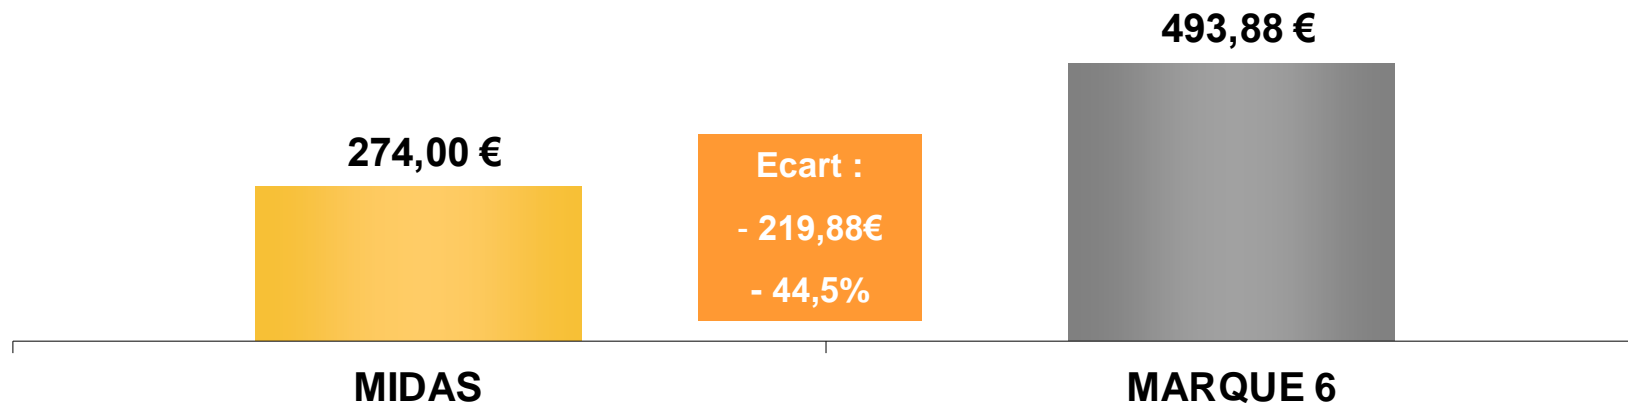 493,88 €
274,00 €
Ecart :
- 219,88€
- 44,5%
MIDAS
MARQUE 6